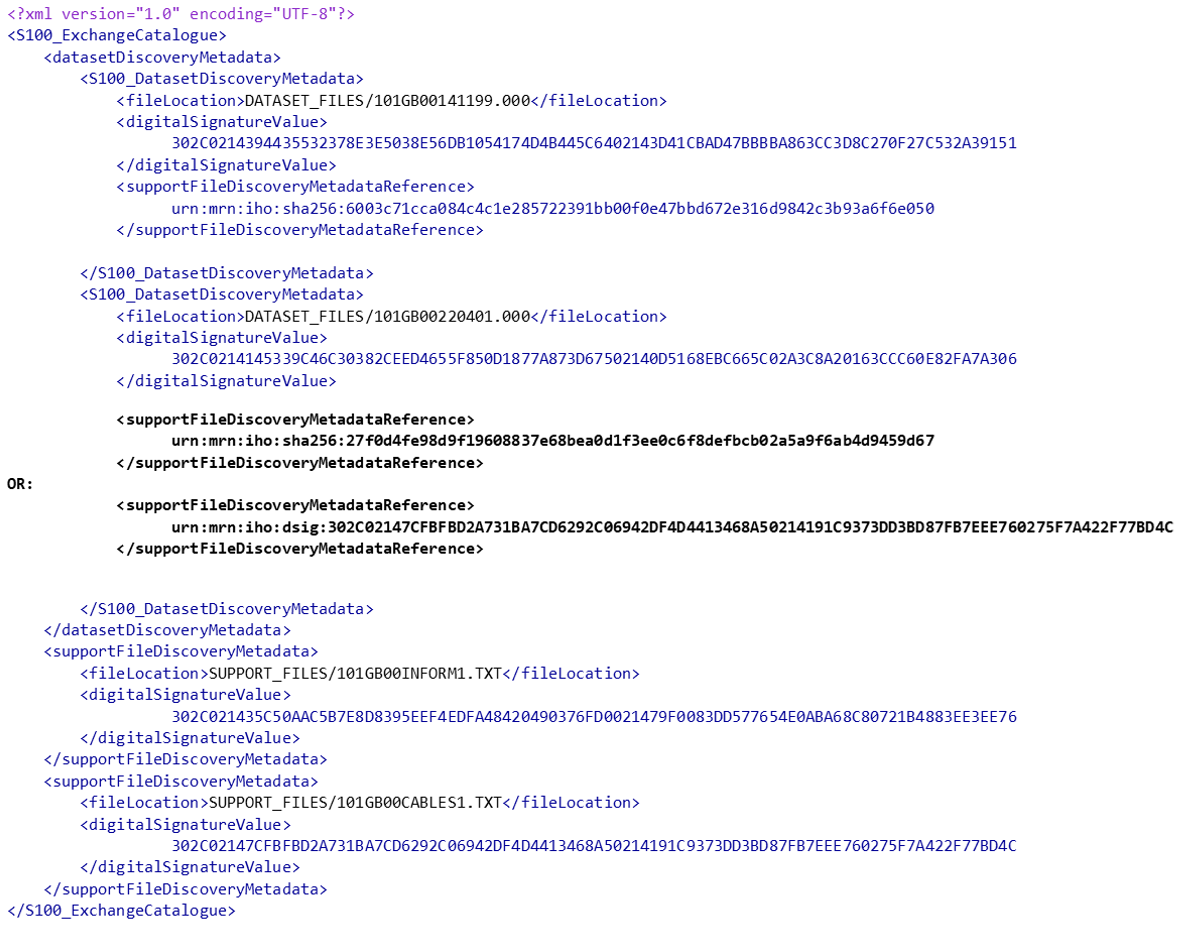 <?xml version="1.0" encoding="UTF-8"?>
<S100_ExchangeCatalogue>
<datasetDiscoveryMetadata>
<S100_DatasetDiscoveryMetadata>
<fileLocation>DATASET_FILES/101GB00141199.000</fileLocation>
<digitalSignatureValue>
302C0214394435532378E3E5038E56DB1054174D4B445C6402143D41CBAD47BBBBA863CC3D8C270F27C532A39151
</digitalSignatureValue>
<supportFileDiscoveryMetadataReference>
urn:mrn:iho:sha256:6003c71cca084c4c1e285722391bb00f0e47bbd672e316d9842c3b93a6f6e050
</supportFileDiscoveryMetadataReference>
</S100_DatasetDiscoveryMetadata>
<S100_DatasetDiscoveryMetadata>
<fileLocation>DATASET_FILES/101GB00220401.000</fileLocation>
<digitalSignatureValue>
302C0214145339C46C30382CEED4655F850D1877A873D67502140D5168EBC665C02A3C8A20163CCC60E82FA7A306
</digitalSignatureValue>
<supportFileDiscoveryMetadataReference>
urn:mrn:iho:sha256:27f0d4fe98d9f19608837e68bea0d1f3ee0c6f8defbcb02a5a9f6ab4d9459d67
</supportFileDiscoveryMetadataReference>
OR:
<supportFileDiscoveryMetadataReference>
urn:mrn:iho:dsig:302C02147CFBFBD2A731BA7CD6292C06942DF4D4413468A50214191C9373DD3BD87FB7EEE760275F7A422F77BD4C
</supportFileDiscoveryMetadataReference>
</S100_DatasetDiscoveryMetadata>
</datasetDiscoveryMetadata>
<supportFileDiscoveryMetadata>
<fileLocation>SUPPORT_FILES/101GB00INFORM1.TXT</fileLocation>
<digitalSignatureValue>
302C021435C50AAC5B7E8D8395EEF4EDFA48420490376FD0021479F0083DD577654E0ABA68C80721B4883EE3EE76
</digitalSignatureValue>
</supportFileDiscoveryMetadata>
<supportFileDiscoveryMetadata>
<fileLocation>SUPPORT_FILES/101GB00CABLES1.TXT</fileLocation>
<digitalSignatureValue>
302C02147CFBFBD2A731BA7CD6292C06942DF4D4413468A50214191C9373DD3BD87FB7EEE760275F7A422F77BD4C
</digitalSignatureValue>
</supportFileDiscoveryMetadata>
</S100_ExchangeCatalogue>